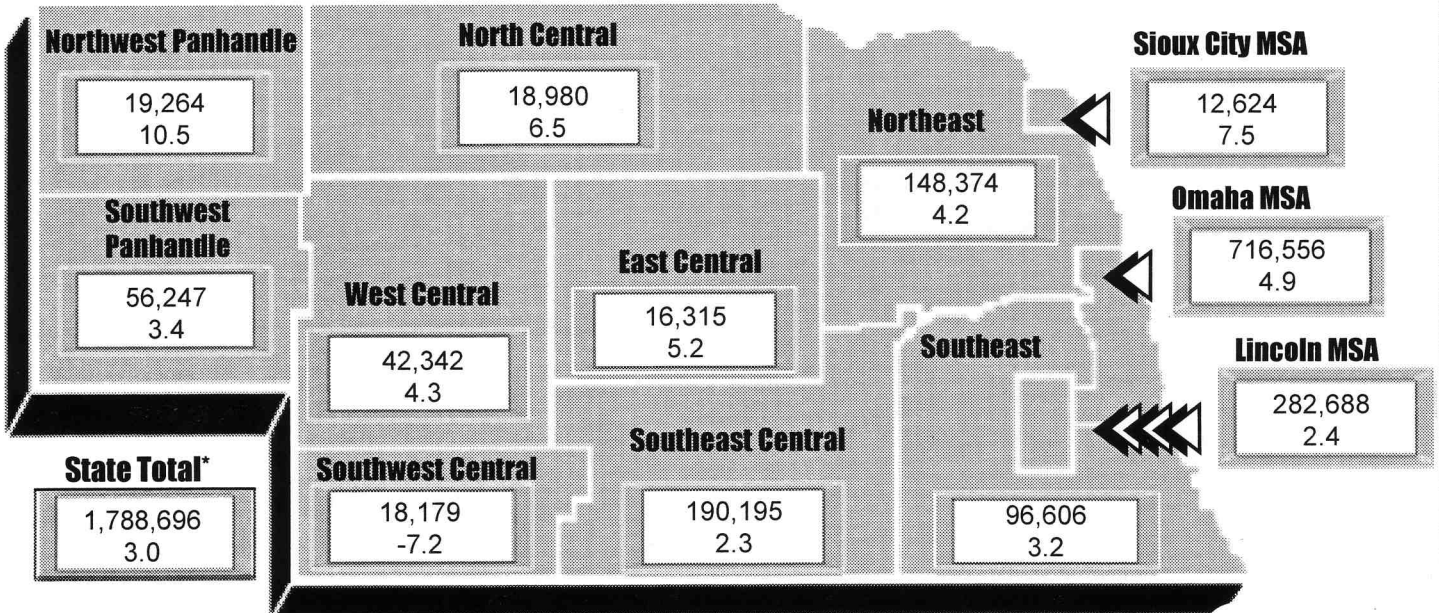 Northwest Panhandle
19,264
10.5
North Central
18,980
6.5
Northeast
148,374
4.2
Sioux City MSA
12,624
7.5
Southwest
Panhandle
56,247
3.4
West Central
42,342
4.3
East Central
16,315
5.2
Omaha MSA
716,556
4.9
Southeast
96,606
3.2
Lincoln MSA
282,688
2.4
State Total*
1,788,696
3.0
Southwest Central
18,179
-7.2
Southeast Central
190,195
2.3